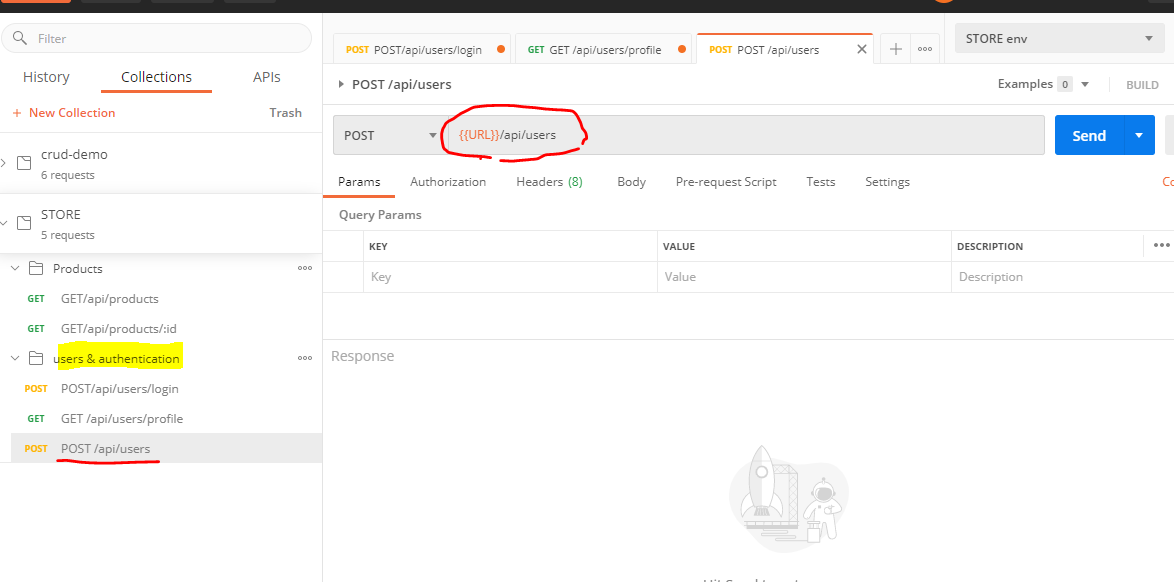 Filter
History Collections APIs
+ New Collection Trash
crud-demo
6 requests
STORE
5 requests
Products
GET GET/api/products
GET GET/api/products/:id
users & authentication
POST POST/api/users/login
GET GET /api/users/profile
POST POST /api/users
POST POST/api/users/login GET GET /api/users/profile POST POST /api/users
STORE env
POST /api/users
Examples 0 BUILD
POST {{URL}}/api/users Send
Params Authorization Headers (8) Body Pre-request Script Tests Settings
Query Params
KEY VALUE DESCRIPTION
Key Value Description
Response